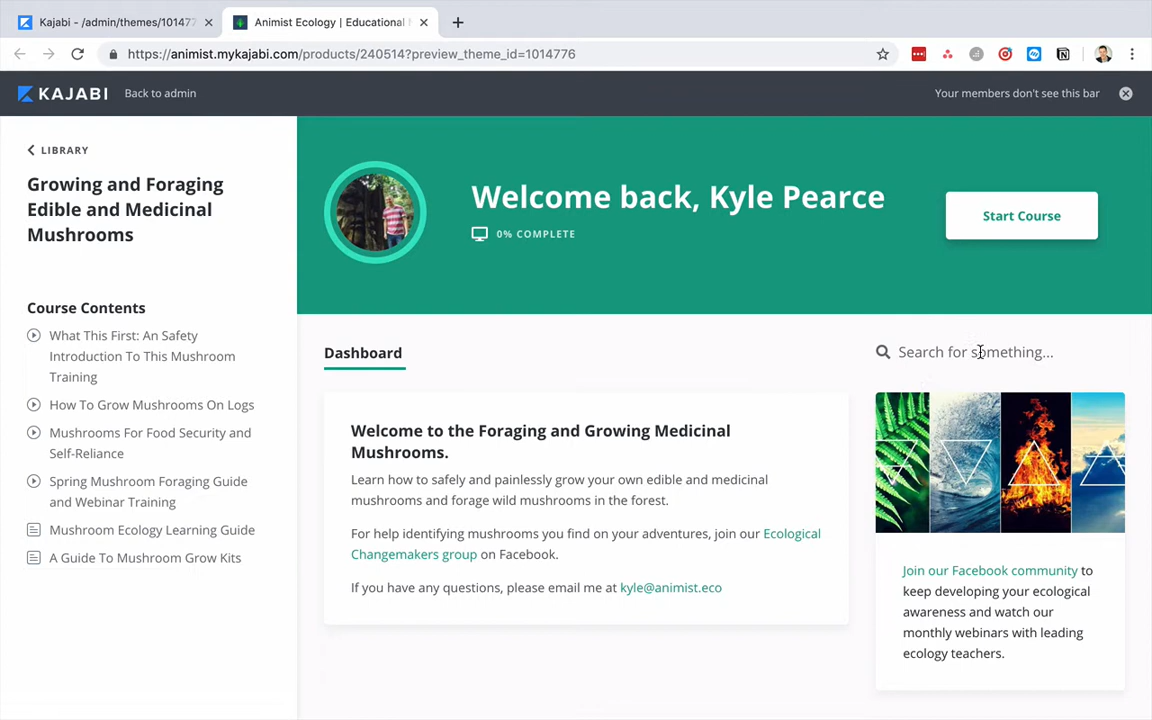 Kajabi - /admin/themes/10147
Animist Ecology | Educational
https://animist.mykajabi.com/products/240514?preview_theme_id=1014776
KAJABI
Back to admin
Your members don't see this bar
LIBRARY
Growing and Foraging
Edible and Medicinal
Mushrooms
Course Contents
What This First: An Safety
Introduction To This Mushroom
Training
How To Grow Mushrooms On Logs
Mushrooms For Food Security and
Self-Reliance
Spring Mushroom Foraging Guide
and Webinar Training
Mushroom Ecology Learning Guide
A Guide To Mushroom Grow Kits
Welcome back, Kyle Pearce
0% COMPLETE
Start Course
Dashboard
Search for something...
Welcome to the Foraging and Growing Medicinal
Mushrooms.
Learn how to safely and painlessly grow your own edible and medicinal
mushrooms and forage wild mushrooms in the forest.
For help identifying mushrooms you find on your adventures, join our Ecological
Changemakers group on Facebook.
If you have any questions, please email me at kyle@animist.eco
Join our Facebook community to
keep developing your ecological
awareness and watch our
monthly webinars with leading
ecology teachers.